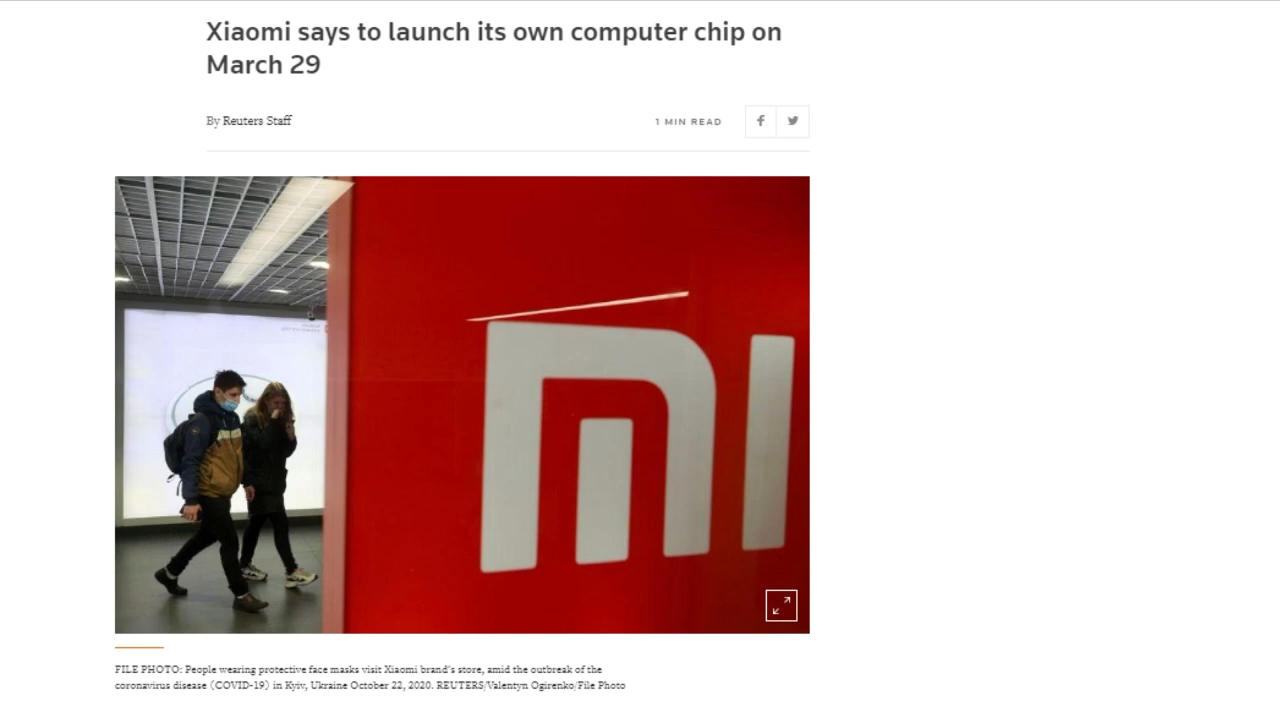 Xiaomi says to launch its own computer chip on
March 29
By Reuters Staff
1 MIN READ
MI
FILE PHOTO: People wearing protective face masks visit Xiaomi brand's store, amid the outbreak of the
coronavirus disease (COVID-19) in Kyiv, Ukraine October 22, 2020. REUTERS/Valentyn Ogirenko/File Photo